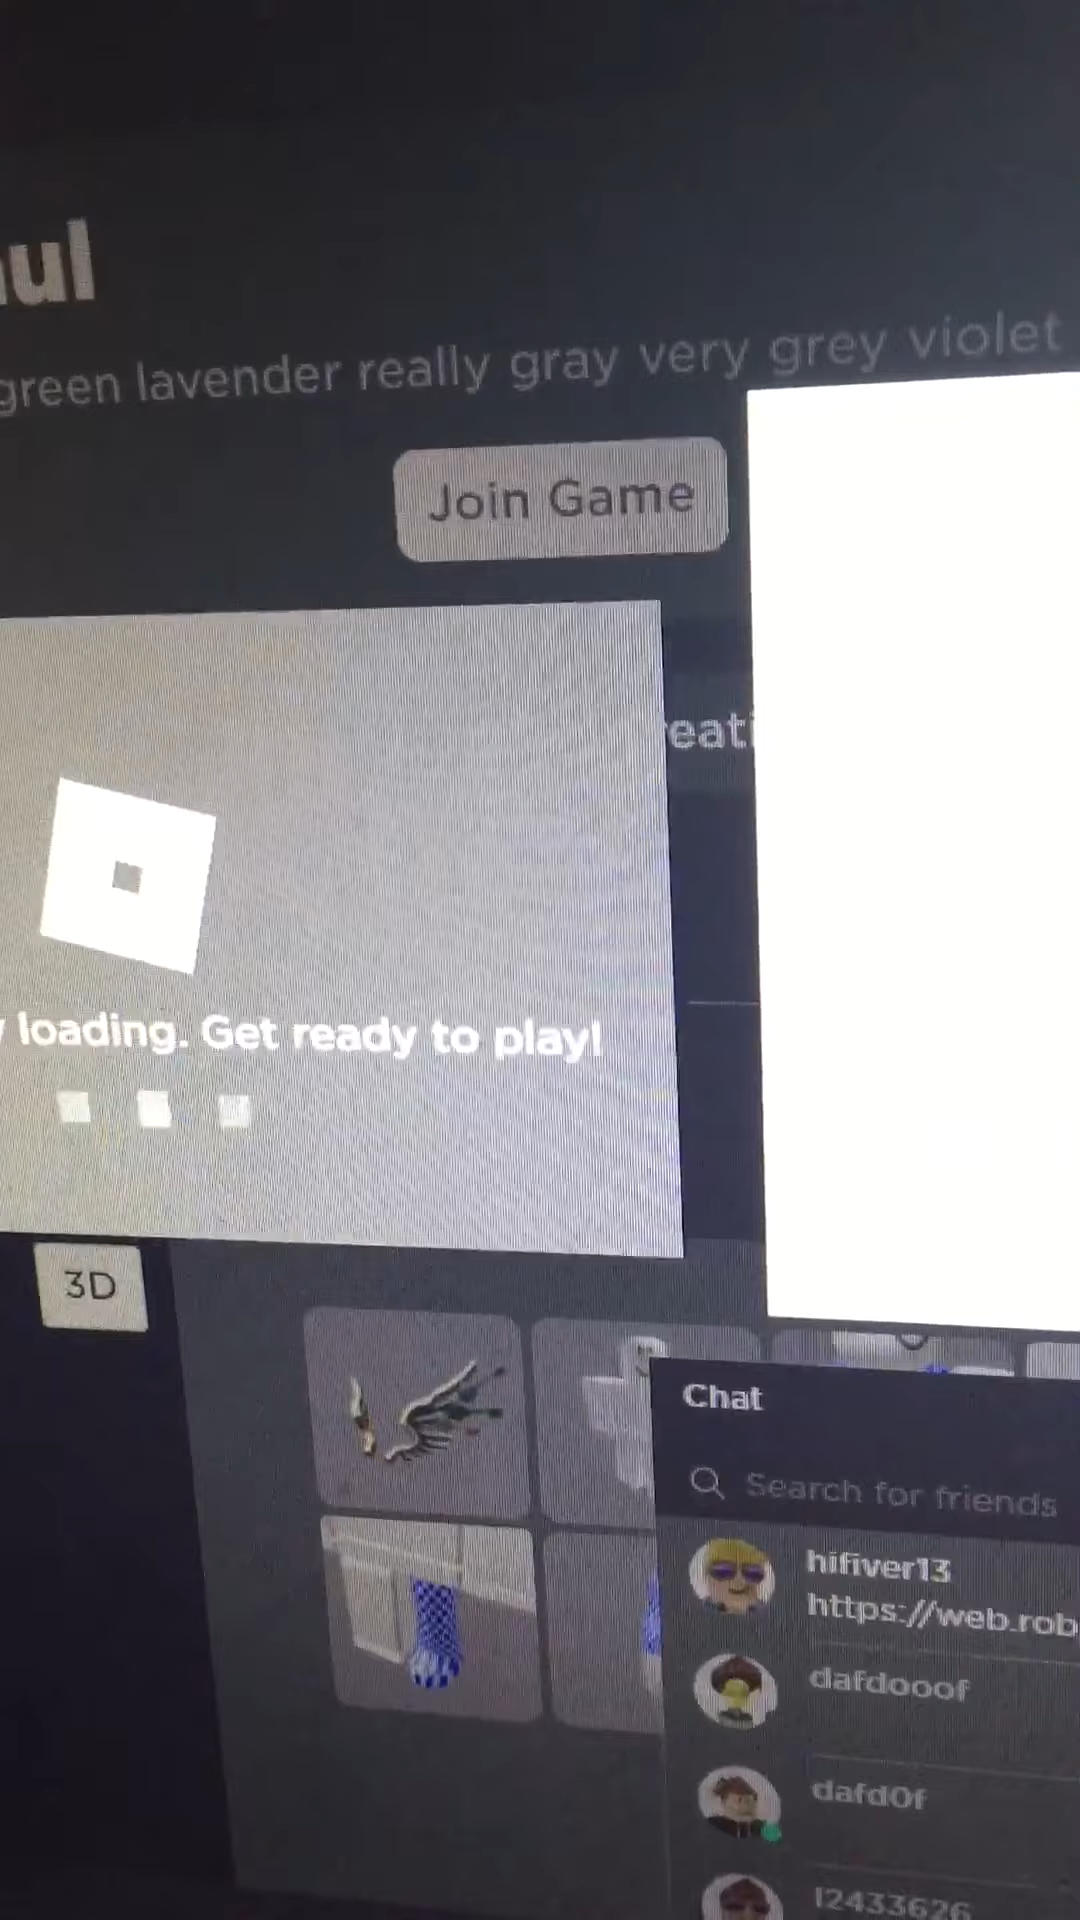 ul
green lavender really gray very grey violet
Join Game
eati
loading. Get ready to play!
3D
Chat
Search for friends
hifiver13
https://web.rob
dafdooof
dafd0f
12433626